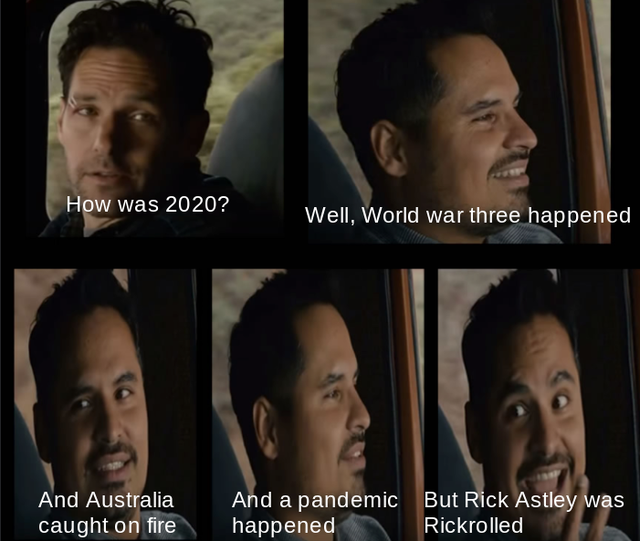 How was 2020?
Well, World war three happened
And Australia
caught on fire
And a pandemic
happened
But Rick Astley was
Rickrolled